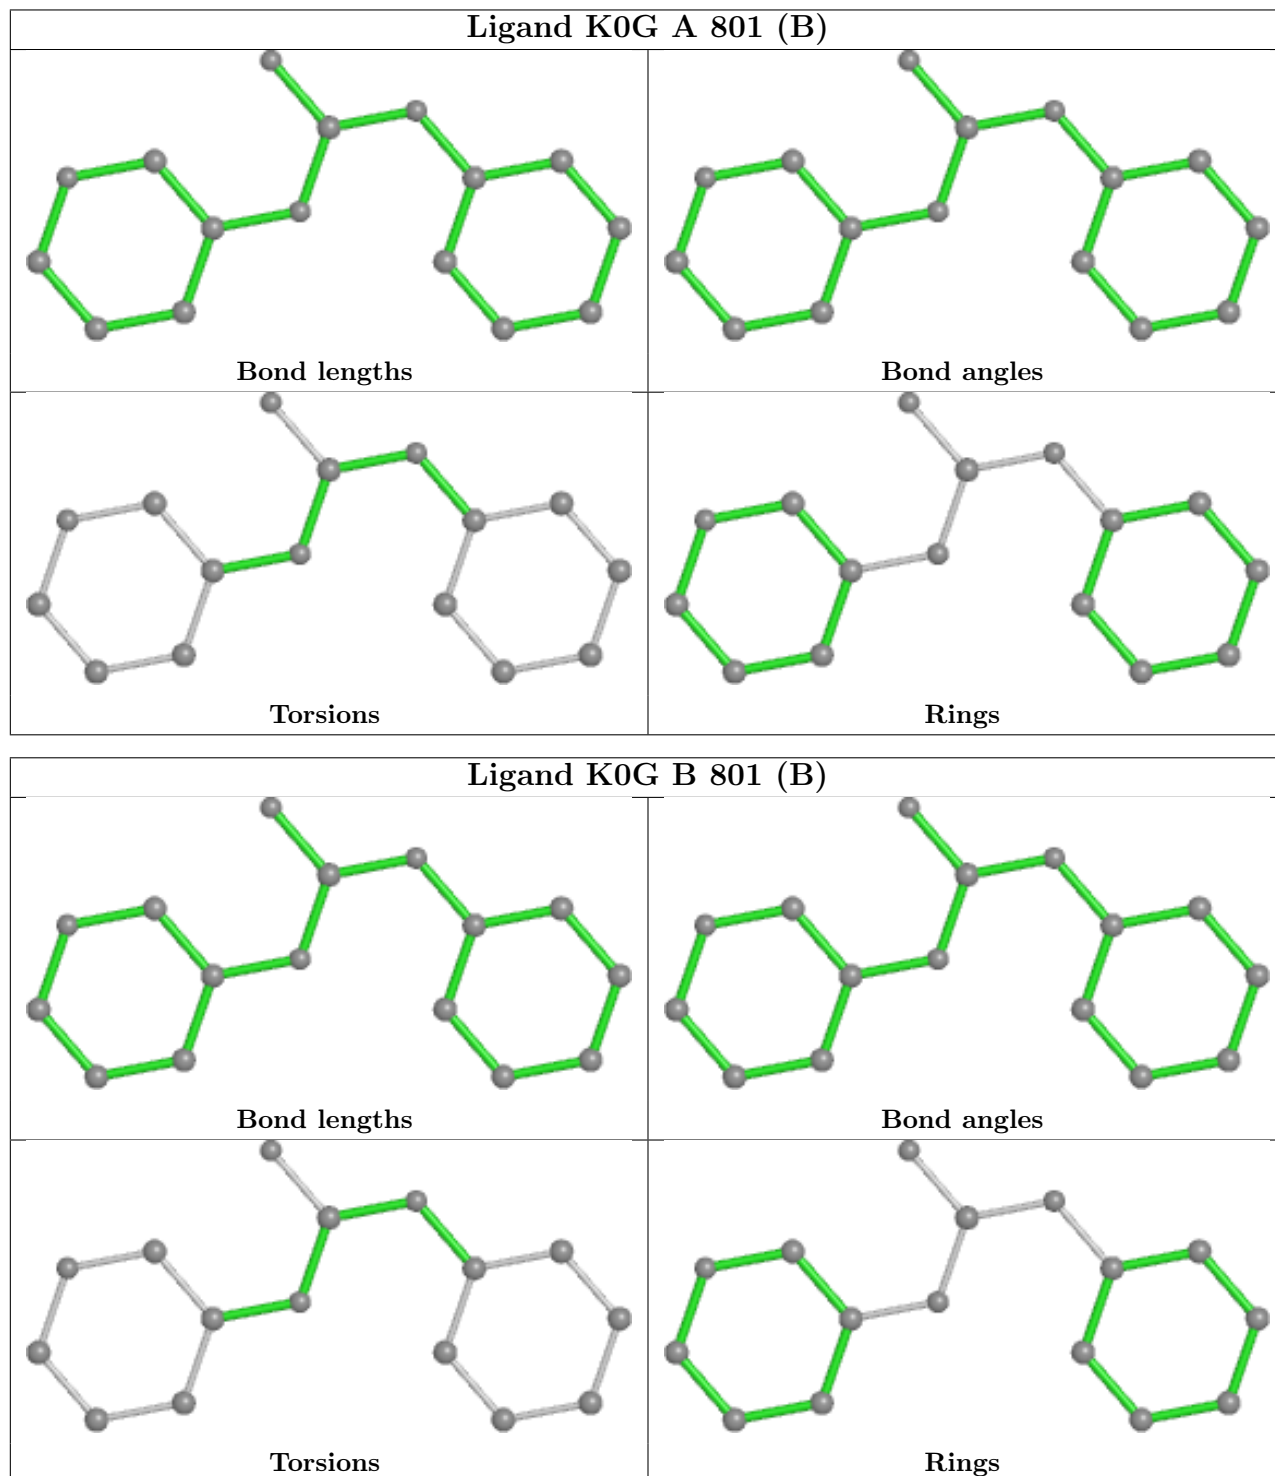 Ligand K0G A 801 (B)
Bond lengths
Bond angles
Torsions
Rings
Ligand K0G B 801 (B)
Bond lengths
Bond angles
Torsions
Rings